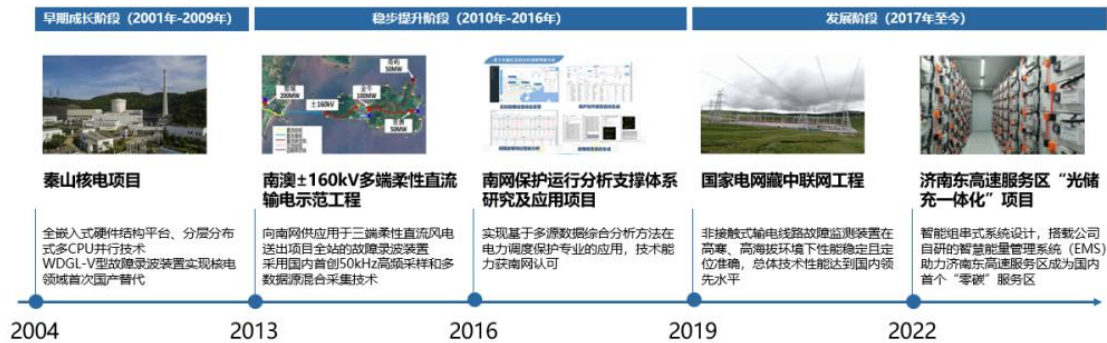 早期成长阶段（2001年-2009年）
稳步提升阶段（2010年-2016年）
发展阶段（2017年至今）
200MW
±160kV
100MW
50MW
50MW
秦山核电项目
全嵌入式硬件结构平台、分层分布
式多CPU并行技术
WDGL-V型故障录波装置实现核电
领域首次国产替代
南澳±160kV多端柔性直流
输电示范工程
向南网供应用于三端柔性直流风电
送出项目全站的故障录波装置
采用国内首创50kHz高频采样和多
数据源混合采集技术
南网保护运行分析支撑体系
研究及应用项目
实现基于多源数据综合分析方法在
电力调度保护专业的应用，技术能
力获南网认可
国家电网藏中联网工程
非接触式输电线路故障监测装置在
高寒、高海拔环境下性能稳定且定
位准确，总体技术性能达到国内领
先水平
济南东高速服务区“光储
充一体化”项目
智能组串式系统设计，搭载公司
自研的智慧能量管理系统（EMS）
助力济南东高速服务区成为国内
首个“零碳”服务区
2004
2013
2016
2019
2022